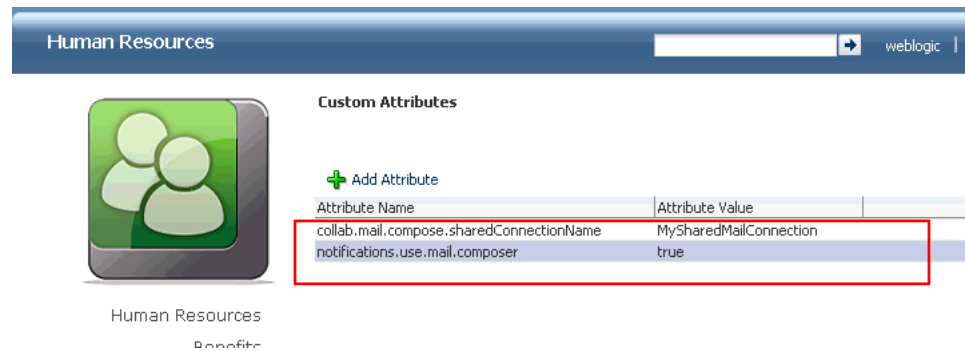 Human Resources
weblogic |
Custom Attributes
Add Attribute
Attribute Name Attribute Value
collab.mail.compose.sharedConnectionName MySharedMailConnection
notifications.use.mail.composer true
Human Resources
Benefits